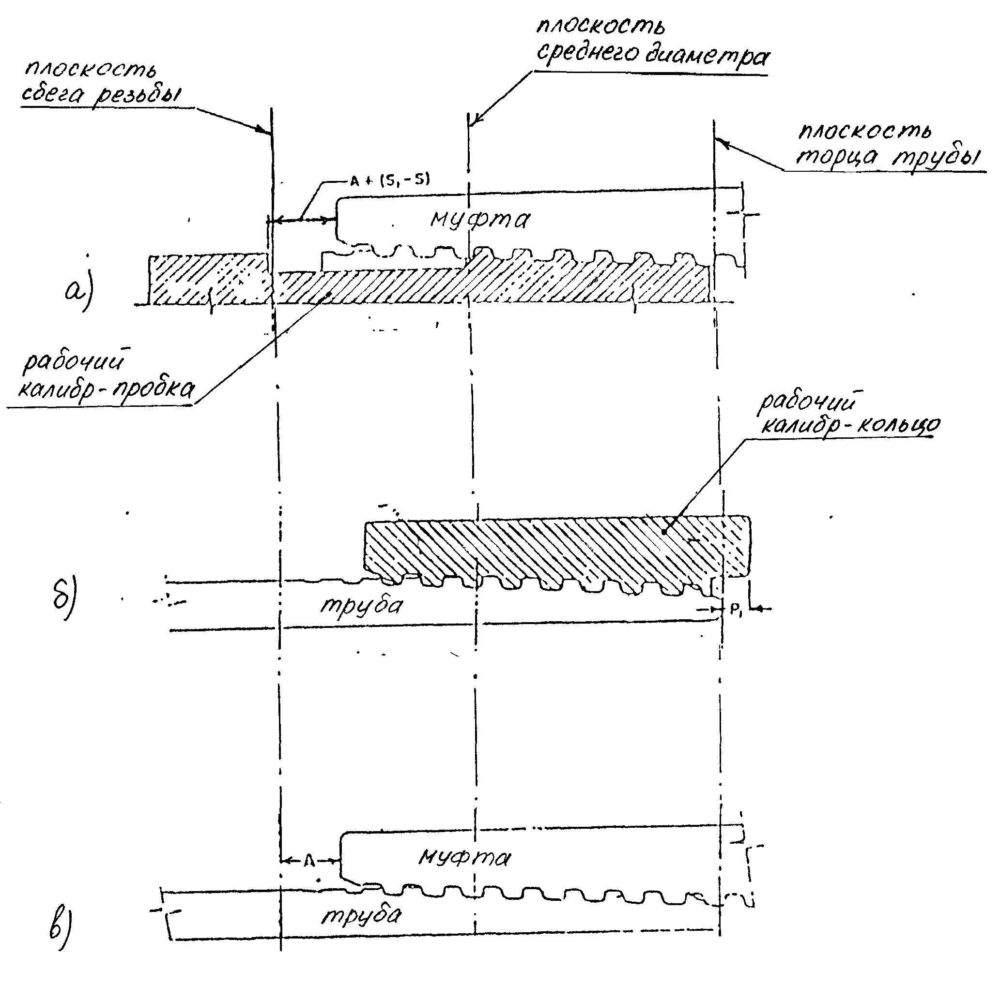 плоскость
среднего диаметра
плоскость
сбега резьбы
плоскость
торца трубы
A + (S₁ - S)
муфта
а)
рабочий
калибр-пробка
рабочий
калибр-кольцо
б)
труба
P₁
A
муфта
в)
труба